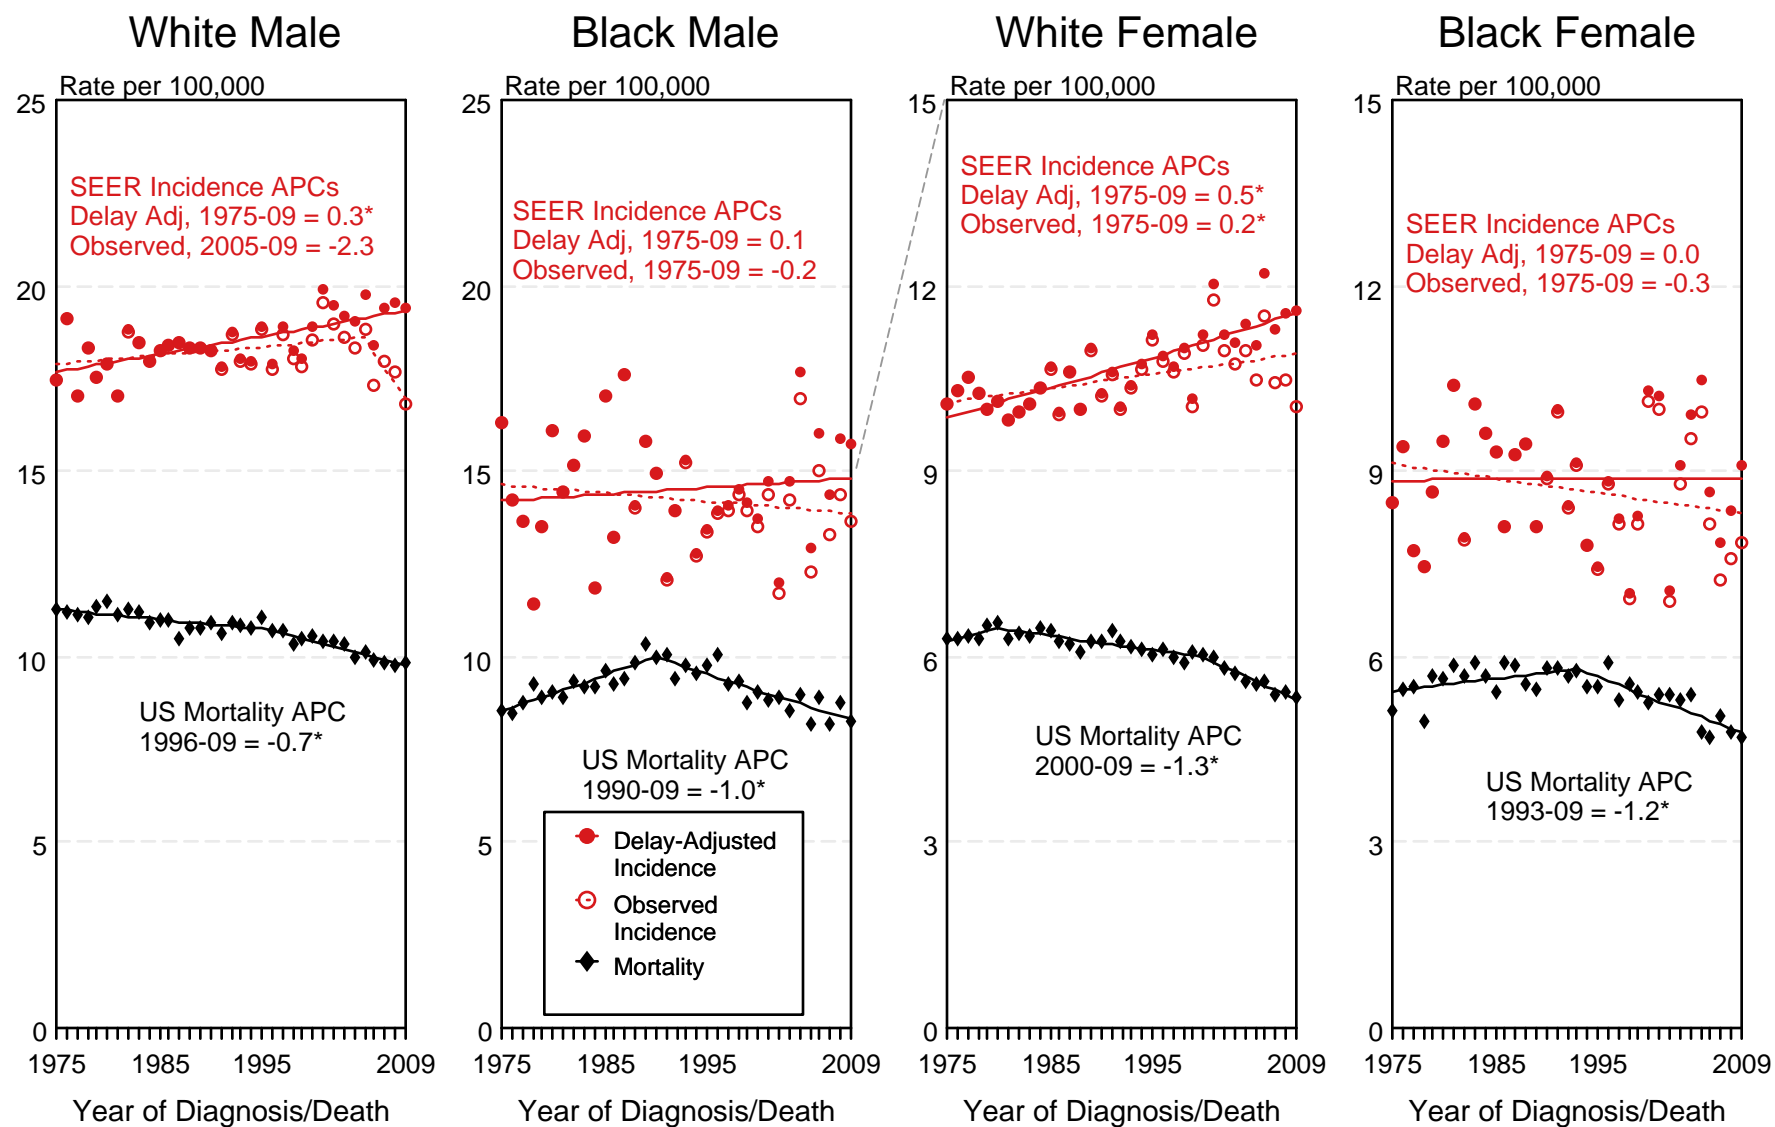 White Male
Rate per 100,000
25
20
15
10
5
0
SEER Incidence APCs
Delay Adj, 1975-09 = 0.3*
Observed, 2005-09 = -2.3
US Mortality APC
1996-09 = -0.7*
1975
1985
1995
2009
Year of Diagnosis/Death
Black Male
Rate per 100,000
25
20
15
10
5
0
SEER Incidence APCs
Delay Adj, 1975-09 = 0.1
Observed, 1975-09 = -0.2
US Mortality APC
1990-09 = -1.0*
Delay-Adjusted
Incidence
Observed
Incidence
Mortality
1975
1985
1995
2009
Year of Diagnosis/Death
White Female
Rate per 100,000
15
12
9
6
3
0
SEER Incidence APCs
Delay Adj, 1975-09 = 0.5*
Observed, 1975-09 = 0.2*
US Mortality APC
2000-09 = -1.3*
1975
1985
1995
2009
Year of Diagnosis/Death
Black Female
Rate per 100,000
15
12
9
6
3
0
SEER Incidence APCs
Delay Adj, 1975-09 = 0.0
Observed, 1975-09 = -0.3
US Mortality APC
1993-09 = -1.2*
1975
1985
1995
2009
Year of Diagnosis/Death